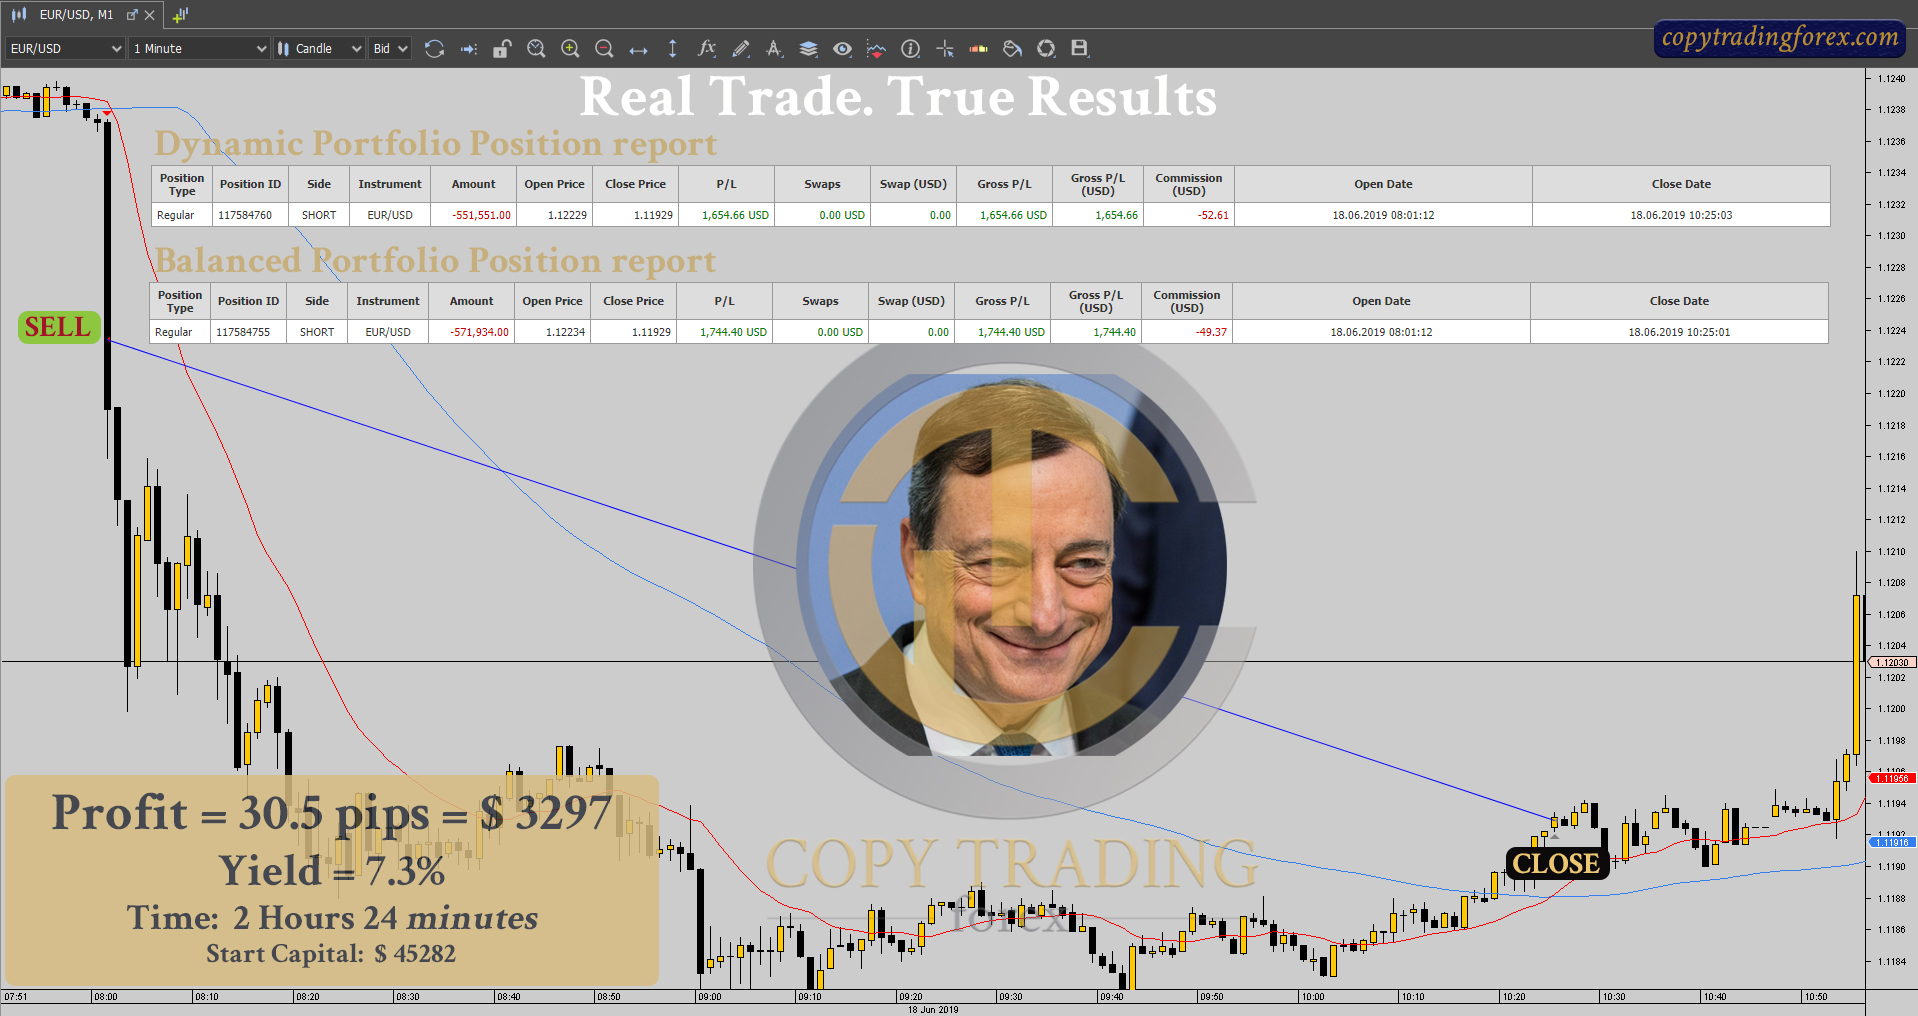 EUR/USD, M1
EUR/USD 1 Minute Candle Bid
copytradingforex.com
Real Trade. True Results
Dynamic Portfolio Position report
Position Type Position ID Side Instrument Amount Open Price Close Price P/L Swaps Swap (USD) Gross P/L Gross P/L (USD) Commission (USD) Open Date Close Date
Regular 117584760 SHORT EUR/USD -551,551.00 1.12229 1.11929 1,654.66 USD 0.00 USD 0.00 1,654.66 USD 1,654.66 -52.61 18.06.2019 08:01:12 18.06.2019 10:25:03
Balanced Portfolio Position report
Position Type Position ID Side Instrument Amount Open Price Close Price P/L Swaps Swap (USD) Gross P/L Gross P/L (USD) Commission (USD) Open Date Close Date
Regular 117584755 SHORT EUR/USD -571,934.00 1.12234 1.11929 1,744.40 USD 0.00 USD 0.00 1,744.40 USD 1,744.40 -49.37 18.06.2019 08:01:12 18.06.2019 10:25:01
SELL
CLOSE
COPY TRADING
forex
Profit = 30.5 pips = $ 3297
Yield = 7.3%
Time: 2 Hours 24 minutes
Start Capital: $ 45282
1.1240
1.1238
1.1236
1.1234
1.1232
1.1230
1.1228
1.1226
1.1224
1.1222
1.1220
1.1218
1.1216
1.1214
1.1212
1.1210
1.1208
1.1206
1.1204
1.12030
1.1202
1.1200
1.1198
1.11956
1.1194
1.11916
1.1190
1.1188
1.1186
1.1184
07:51 08:00 08:10 08:20 08:30 08:40 08:50 09:00 09:10 09:20 09:30 09:40 09:50 10:00 10:10 10:20 10:30 10:40 10:50
18 Jun 2019